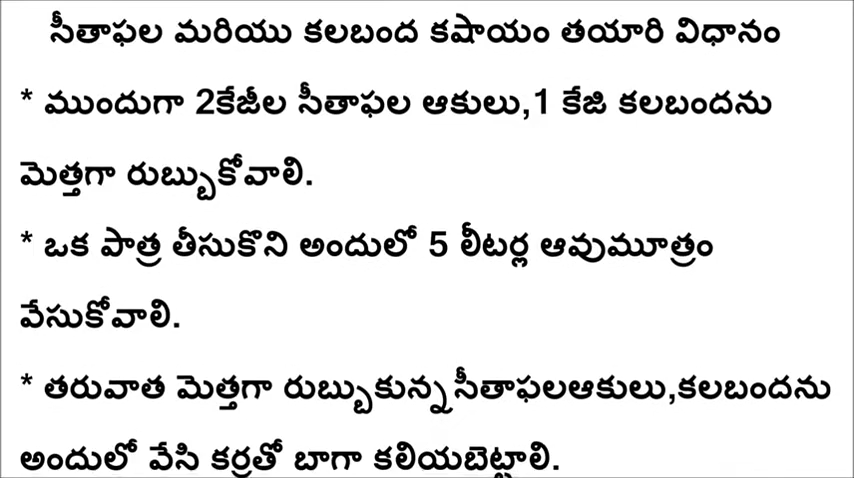 సీతాఫల మరియు కలబంద కషాయం తయారి విధానం
* ముందుగా 2కేజీల సీతాఫల ఆకులు,1 కేజి కలబందను
మెత్తగా రుబ్బుకోవాలి.
* ఒక పాత్ర తీసుకొని అందులో 5 లీటర్ల ఆవుమూత్రం
వేసుకోవాలి.
* తరువాత మెత్తగా రుబ్బుకున్న సీతాఫలఆకులు,కలబందను
అందులో వేసి కర్రతో బాగా కలియబెట్టాలి.